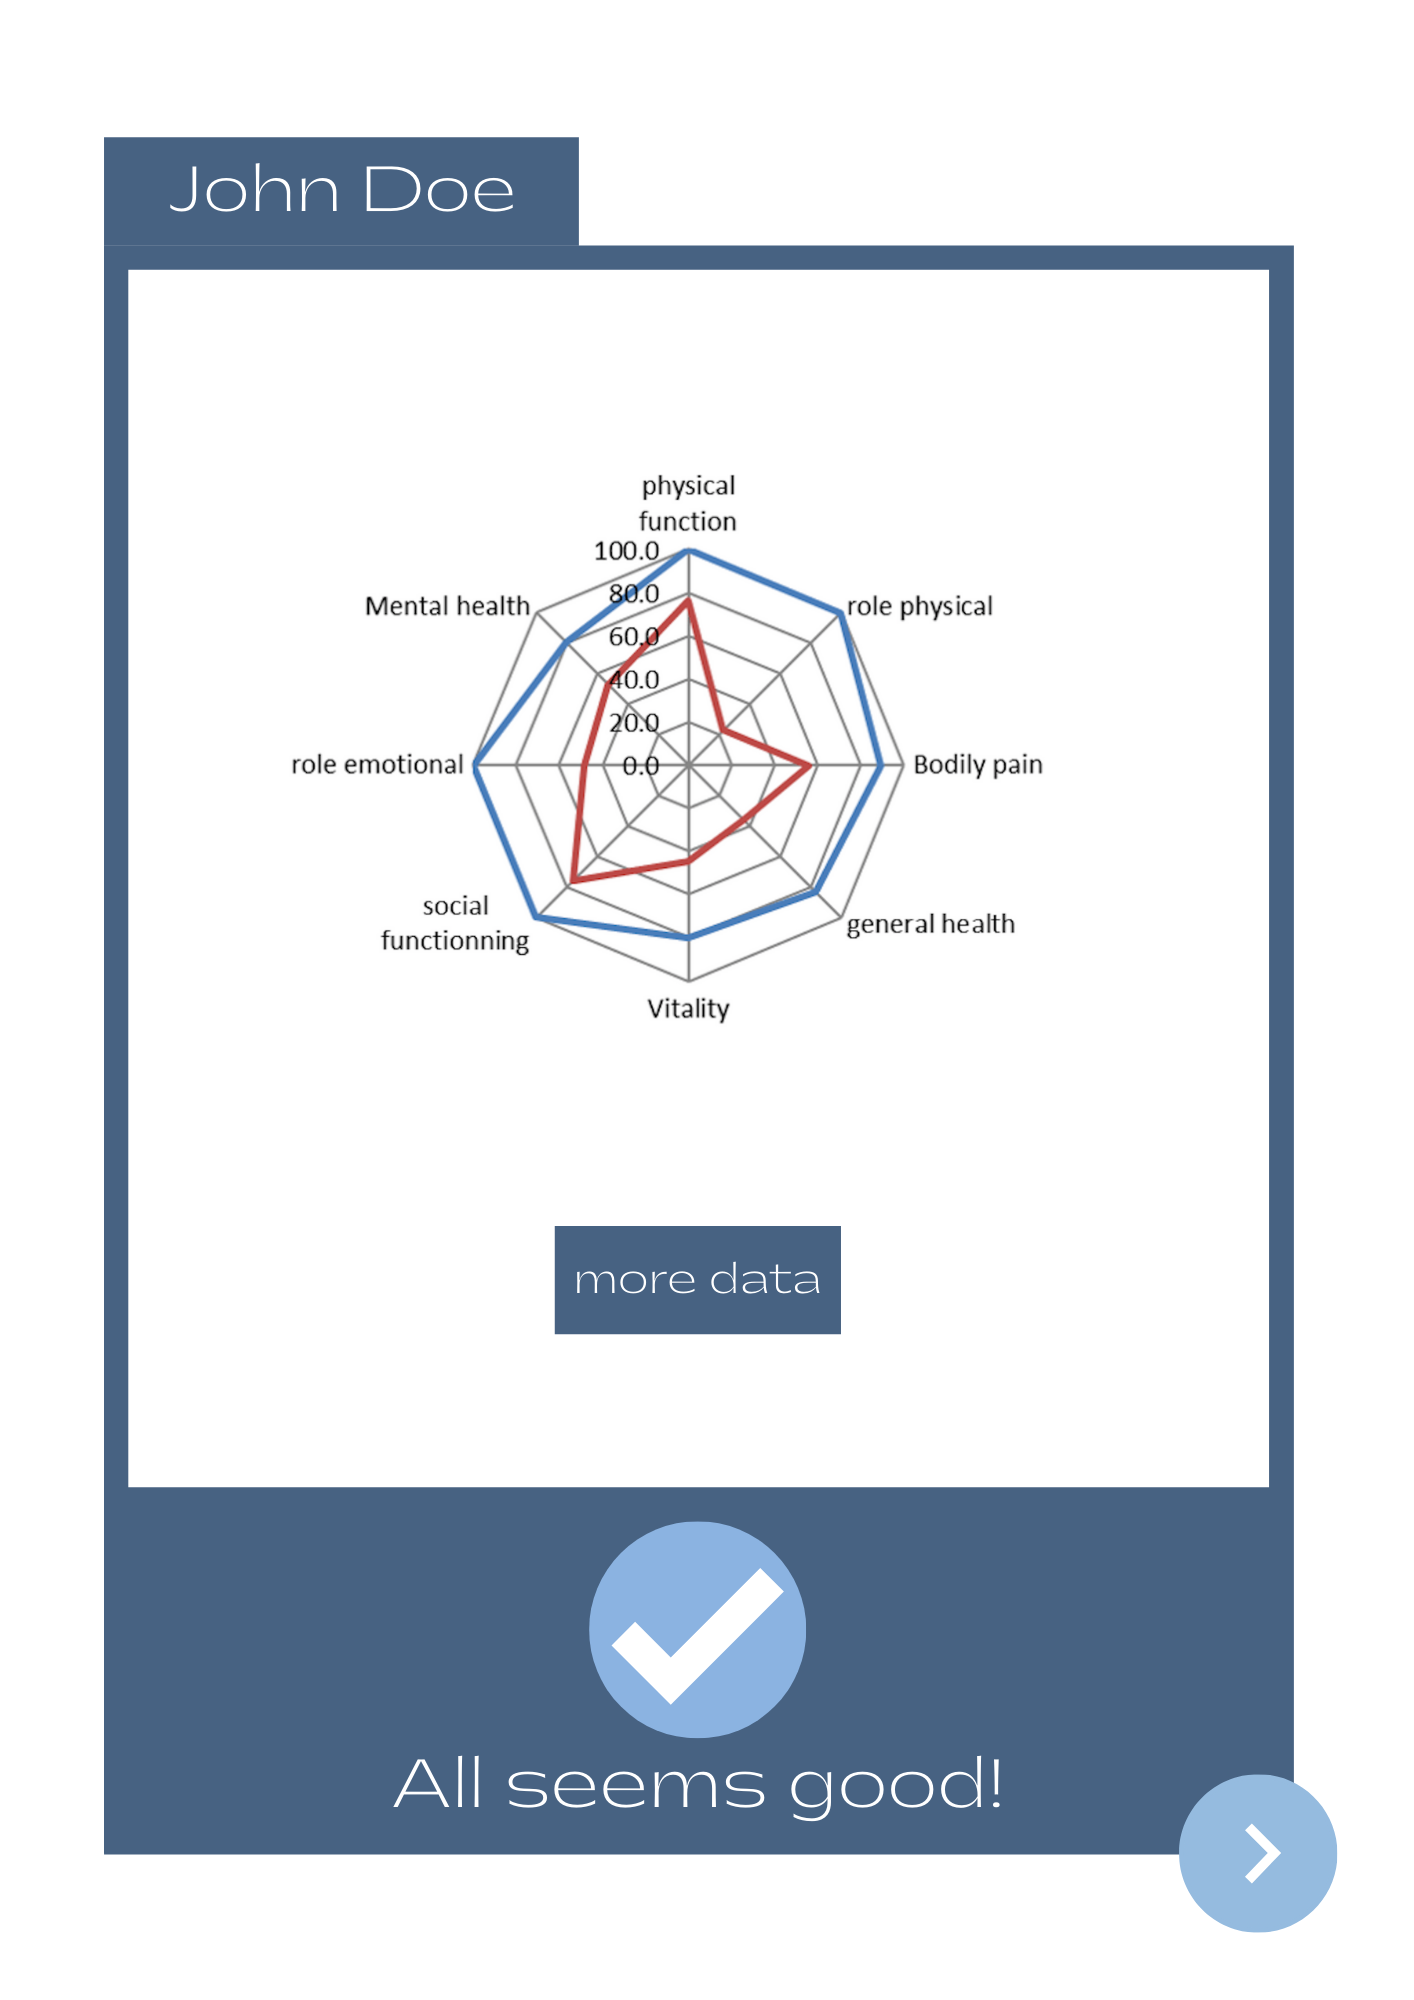 John Doe
physical
function
100.0
80.0
Mental health
role physical
60.0
40.0
20.0
role emotional
0.0
Bodily pain
social
functionning
general health
Vitality
more data
All seems good!